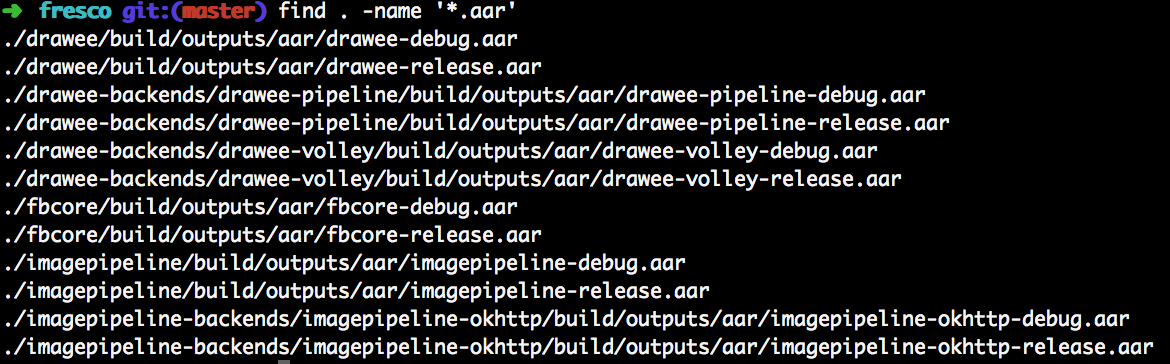 ➜ fresco git:(master) find . -name '*.aar'
./drawee/build/outputs/aar/drawee-debug.aar
./drawee/build/outputs/aar/drawee-release.aar
./drawee-backends/drawee-pipeline/build/outputs/aar/drawee-pipeline-debug.aar
./drawee-backends/drawee-pipeline/build/outputs/aar/drawee-pipeline-release.aar
./drawee-backends/drawee-volley/build/outputs/aar/drawee-volley-debug.aar
./drawee-backends/drawee-volley/build/outputs/aar/drawee-volley-release.aar
./fbcore/build/outputs/aar/fbcore-debug.aar
./fbcore/build/outputs/aar/fbcore-release.aar
./imagepipeline/build/outputs/aar/imagepipeline-debug.aar
./imagepipeline/build/outputs/aar/imagepipeline-release.aar
./imagepipeline-backends/imagepipeline-okhttp/build/outputs/aar/imagepipeline-okhttp-debug.aar
./imagepipeline-backends/imagepipeline-okhttp/build/outputs/aar/imagepipeline-okhttp-release.aar